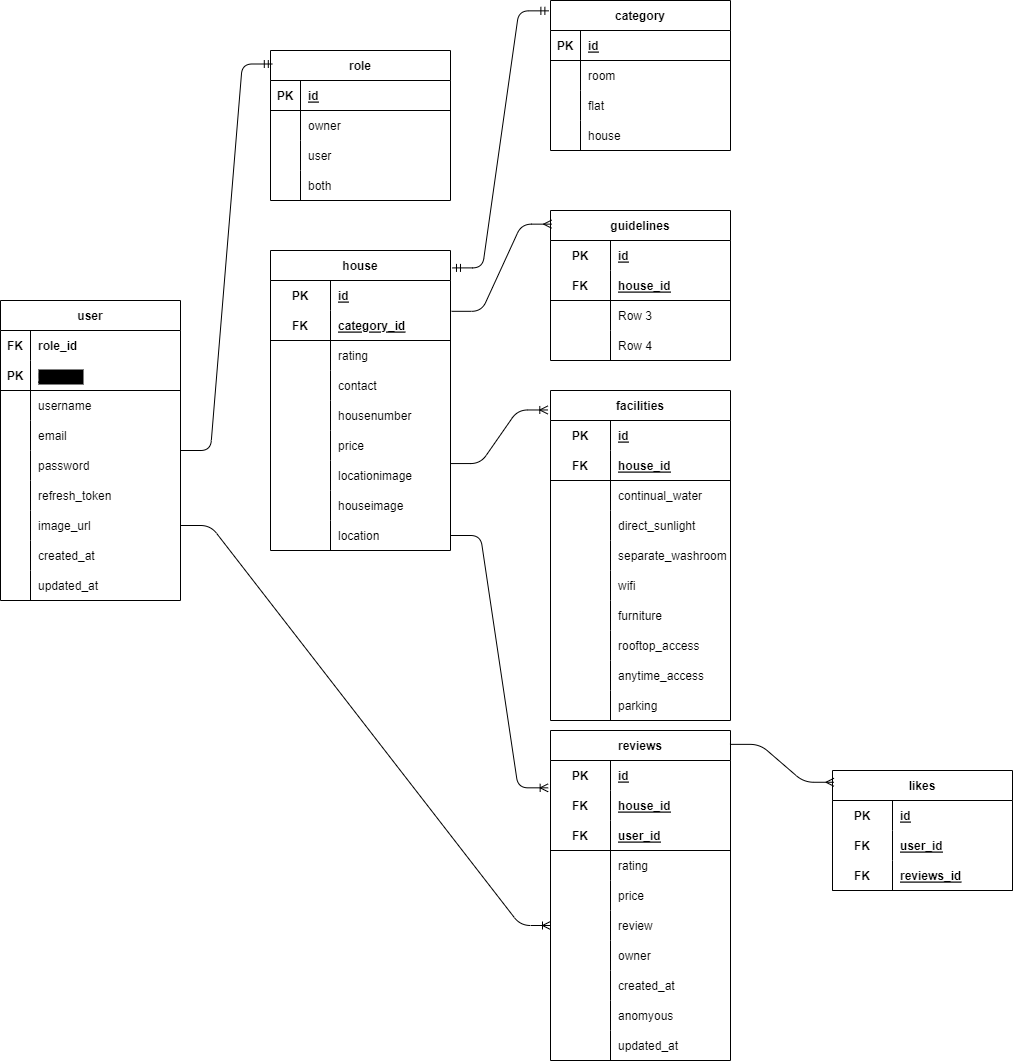 category
PK id
room
flat
house
role
PK id
owner
user
both
guidelines
PK id
FK house_id
Row 3
Row 4
house
PK id
FK category_id
rating
contact
housenumber
price
locationimage
houseimage
location
user
FK role_id
PK
username
email
password
refresh_token
image_url
created_at
updated_at
facilities
PK id
FK house_id
continual_water
direct_sunlight
separate_washroom
wifi
furniture
rooftop_access
anytime_access
parking
reviews
PK id
FK house_id
FK user_id
rating
price
review
owner
created_at
anomyous
updated_at
likes
PK id
FK user_id
FK reviews_id